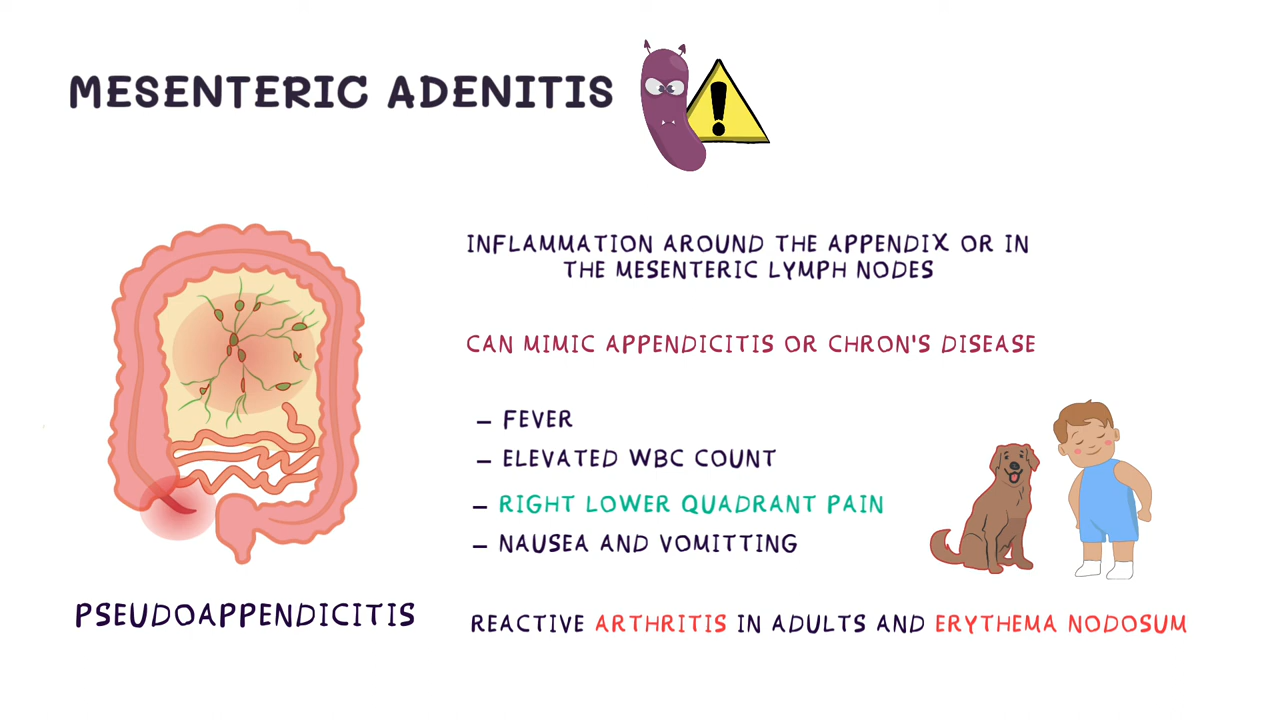 MESENTERIC ADENITIS
INFLAMMATION AROUND THE APPENDIX OR IN
THE MESENTERIC LYMPH NODES
CAN MIMIC APPENDICITIS OR CHRON'S DISEASE
– FEVER
– ELEVATED WBC COUNT
– RIGHT LOWER QUADRANT PAIN
– NAUSEA AND VOMITTING
PSEUDOAPPENDICITIS
REACTIVE ARTHRITIS IN ADULTS AND ERYTHEMA NODOSUM